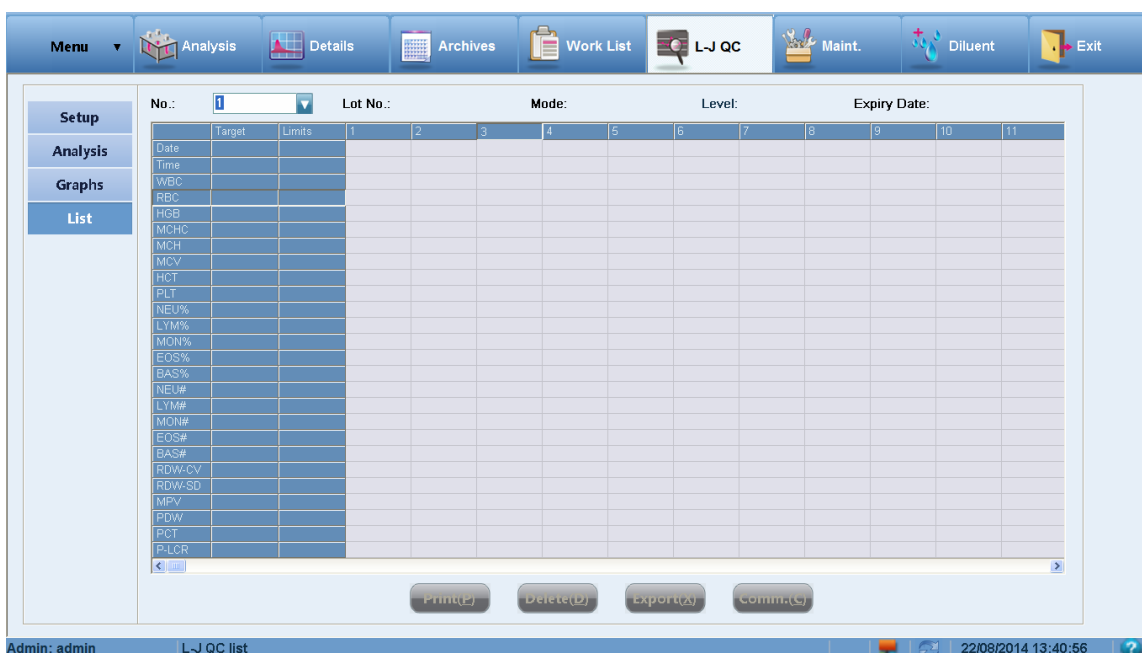 Menu ▼ Analysis Details Archives Work List L-J QC Maint. Diluent Exit
No.: 1 Lot No.: Mode: Level: Expiry Date:
Setup
Analysis
Graphs
List
Target Limits 1 2 3 4 5 6 7 8 9 10 11
Date
Time
WBC
RBC
HGB
MCHC
MCH
MCV
HCT
PLT
NEU%
LYM%
MON%
EOS%
BAS%
NEU#
LYM#
MON#
EOS#
BAS#
RDW-CV
RDW-SD
MPV
PDW
PCT
P-LCR
Print(P) Delete(D) Export(X) Comm.(C)
Admin: admin L-J QC list 22/08/2014 13:40:56 ?